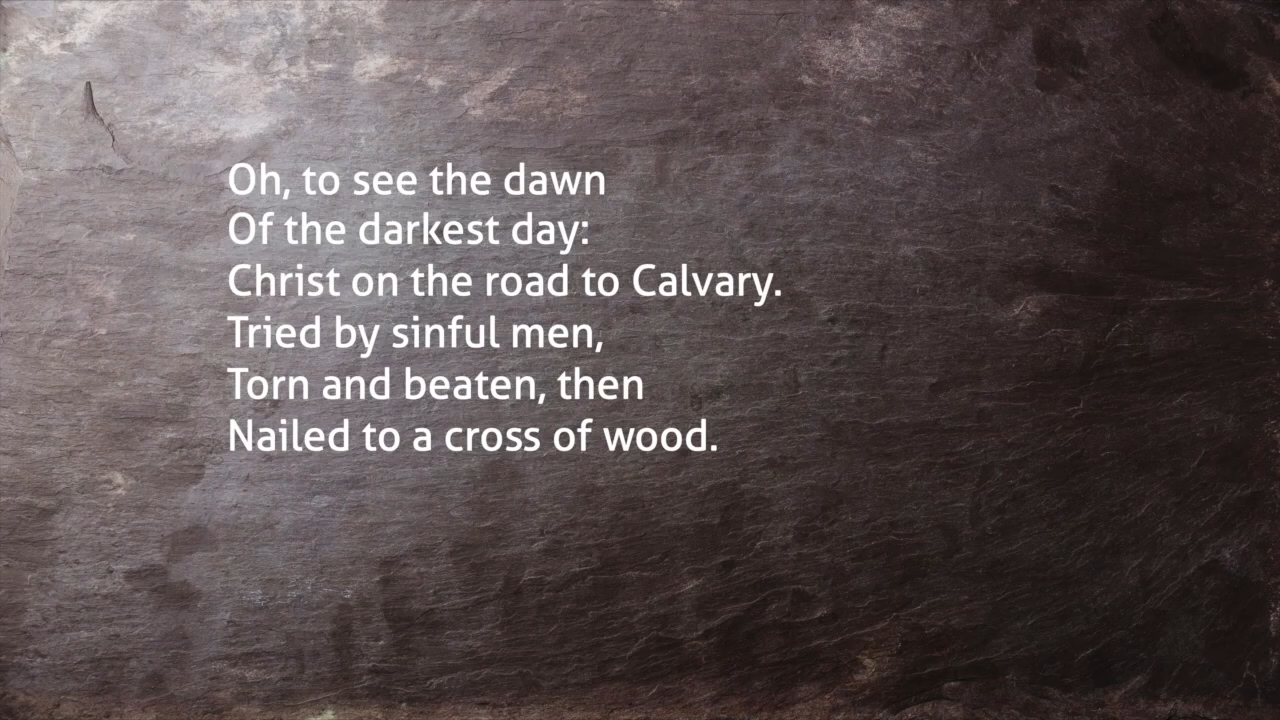 Oh, to see the dawn
Of the darkest day:
Christ on the road to Calvary.
Tried by sinful men,
Torn and beaten, then
Nailed to a cross of wood.